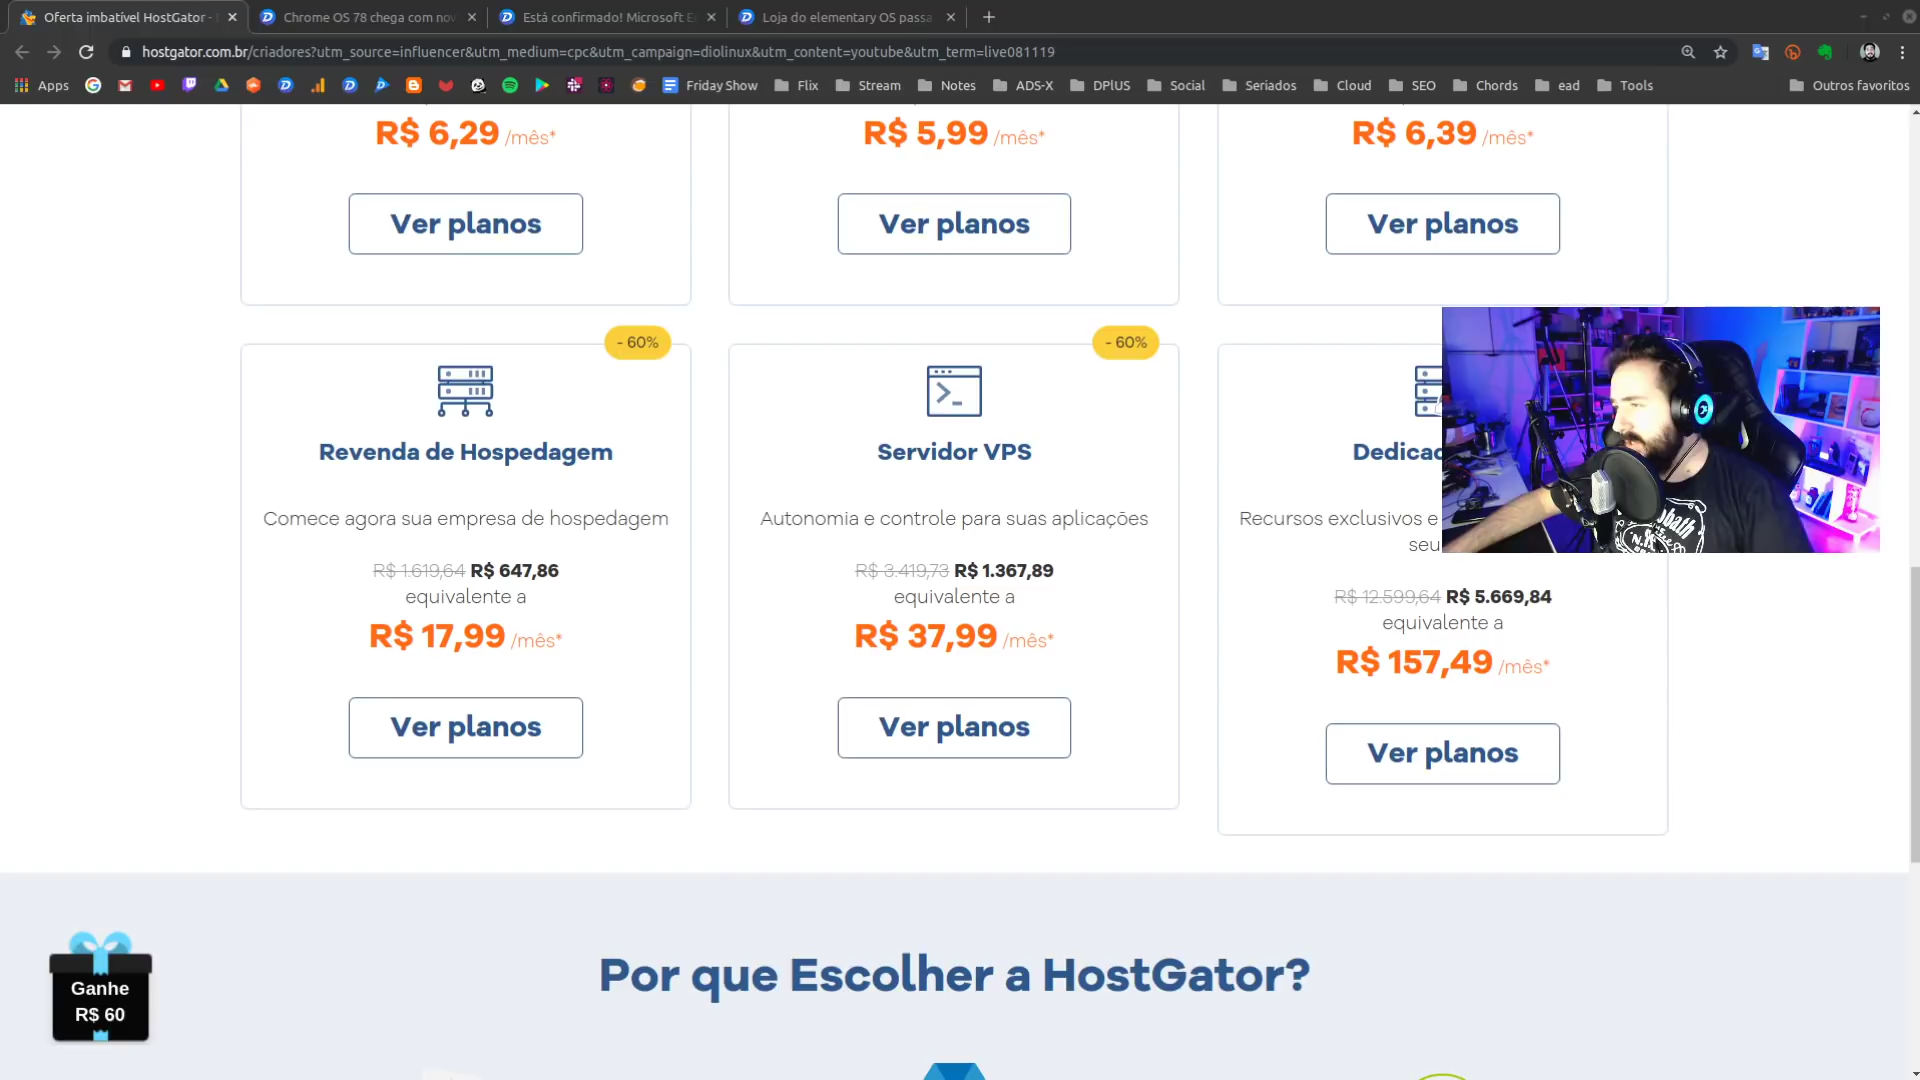 Oferta imbatível HostGator -
Chrome OS 78 chega com nov
Está confirmado! Microsoft E
Loja do elementary OS passa
hostgator.com.br/criadores?utm_source=influencer&utm_medium=cpc&utm_campaign=diolinux&utm_content=youtube&utm_term=live081119
Apps
Friday Show
Flix
Stream
Notes
ADS-X
DPlUS
Social
Seriados
Cloud
SEO
Chords
ead
Tools
Outros favoritos
R$ 6,29 /mês*
R$ 5,99 /mês*
R$ 6,39 /mês*
Ver planos
Ver planos
Ver planos
- 60%
Revenda de Hospedagem
Comece agora sua empresa de hospedagem
R$ 1.619,64 R$ 647,86
equivalente a
R$ 17,99 /mês*
Ver planos
- 60%
Servidor VPS
Autonomia e controle para suas aplicações
R$ 3.419,73 R$ 1.367,89
equivalente a
R$ 37,99 /mês*
Ver planos
Dedicad
Recursos exclusivos e
seu
R$ 12.599,64 R$ 5.669,84
equivalente a
R$ 157,49 /mês*
Ver planos
Por que Escolher a HostGator?
Ganhe
R$ 60